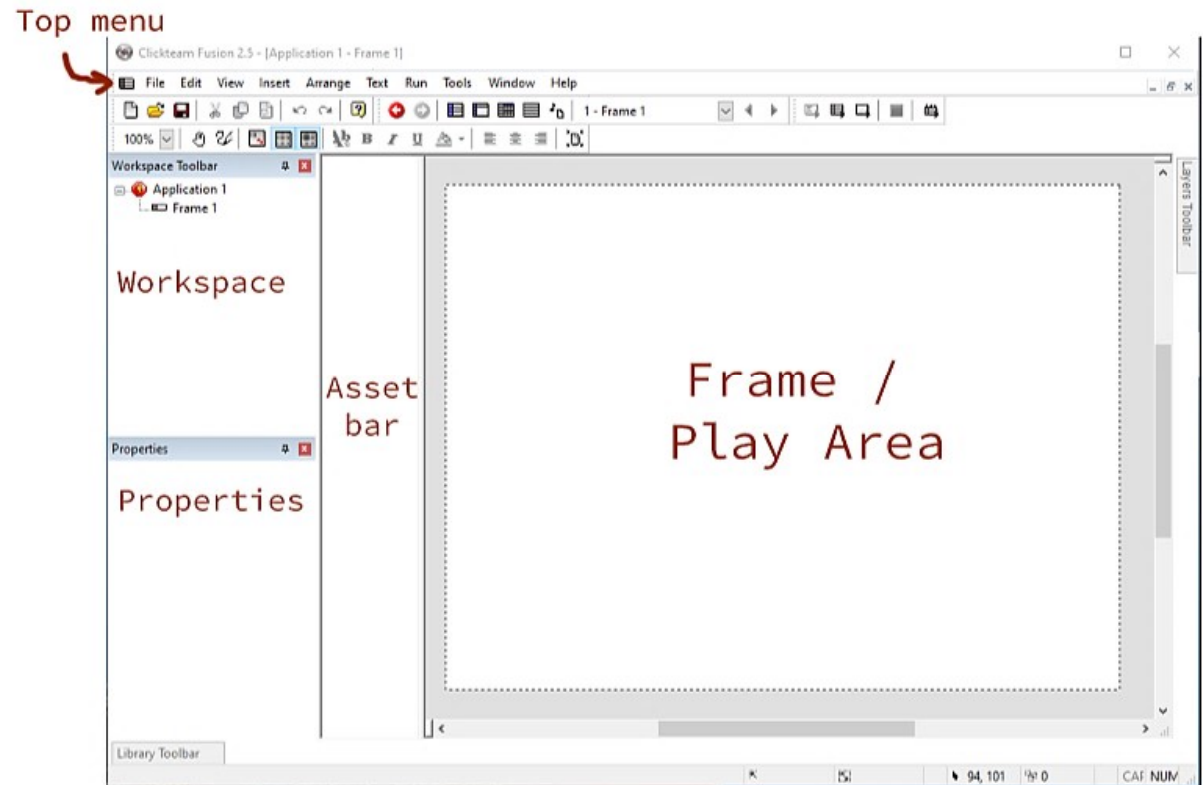 Top menu
Clickteam Fusion 2.5 - [Application 1 - Frame 1]
File Edit View Insert Arrange Text Run Tools Window Help
1 - Frame 1
100% B I U
Workspace Toolbar
Application 1
Frame 1
Layers Toolbar
Workspace
Asset
bar
Frame /
Play Area
Properties
Properties
Library Toolbar
94, 101 0 CAP NUM